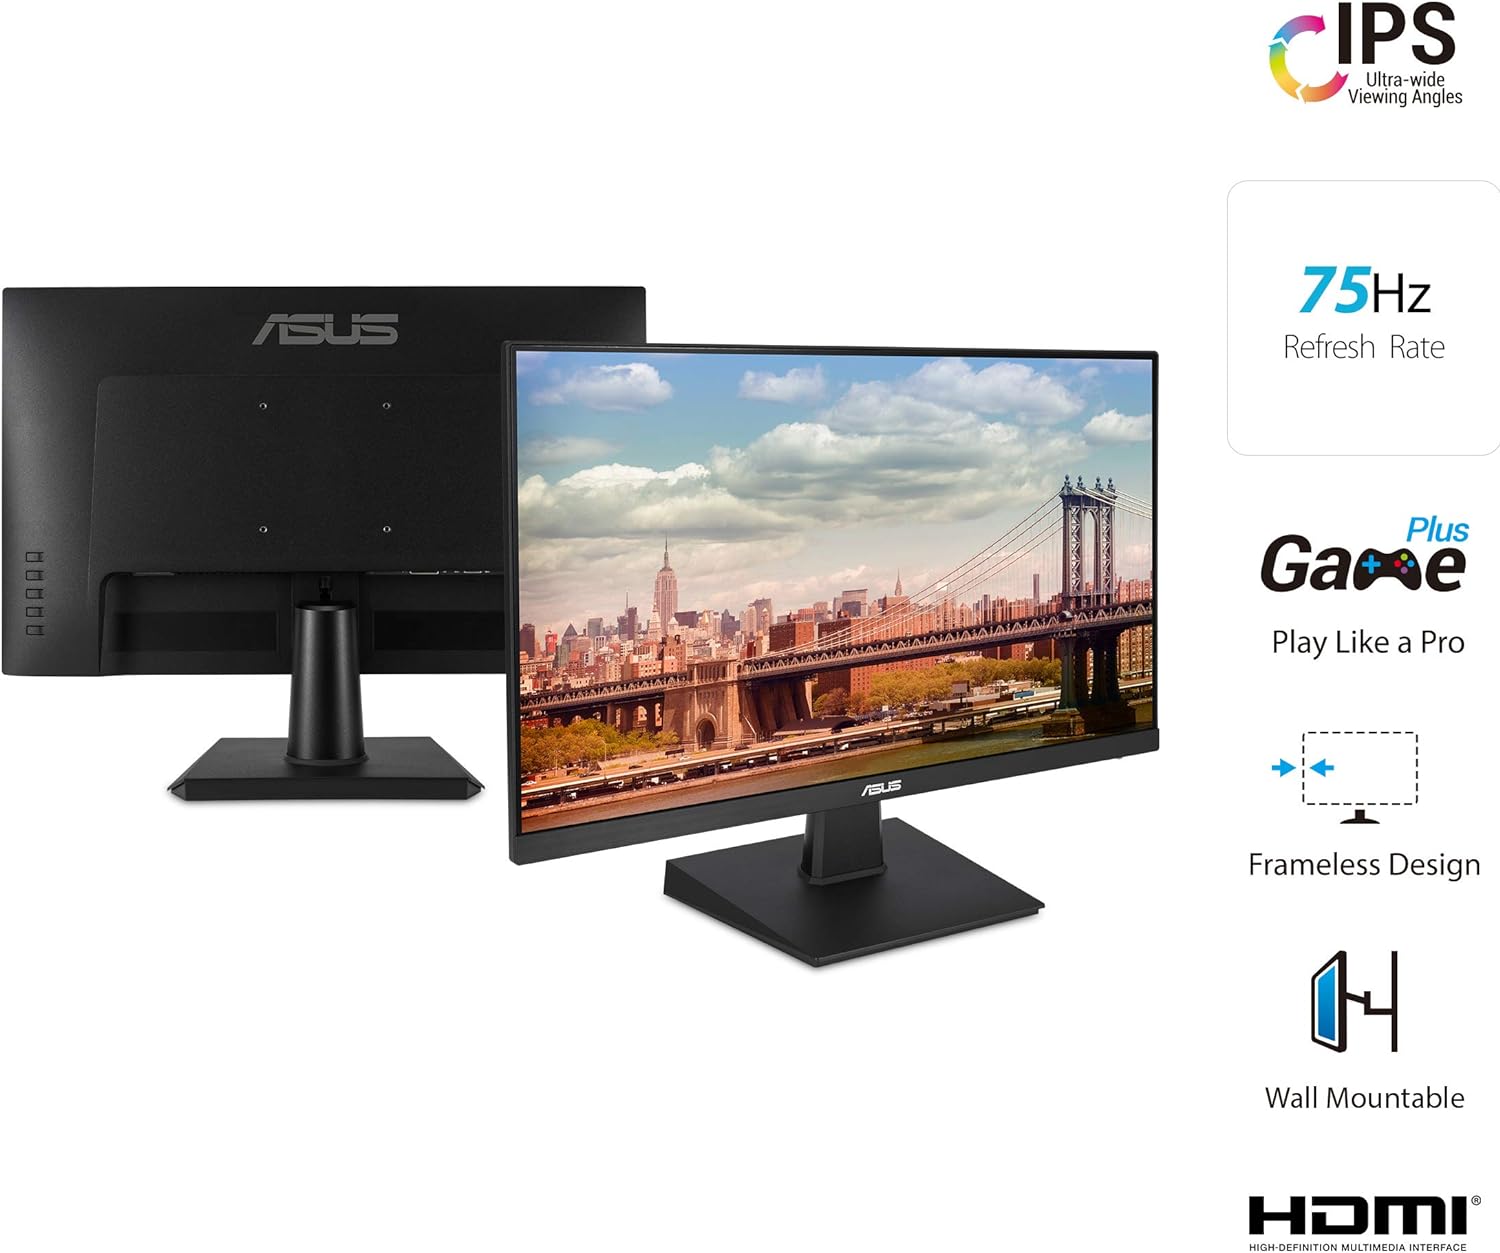 IPS
Ultra-wide
Viewing Angles
ASUS
75Hz
Refresh Rate
Plus
Game
Play Like a Pro
ASUS
Frameless Design
Wall Mountable
HDMI®
HIGH-DEFINITION MULTIMEDIA INTERFACE